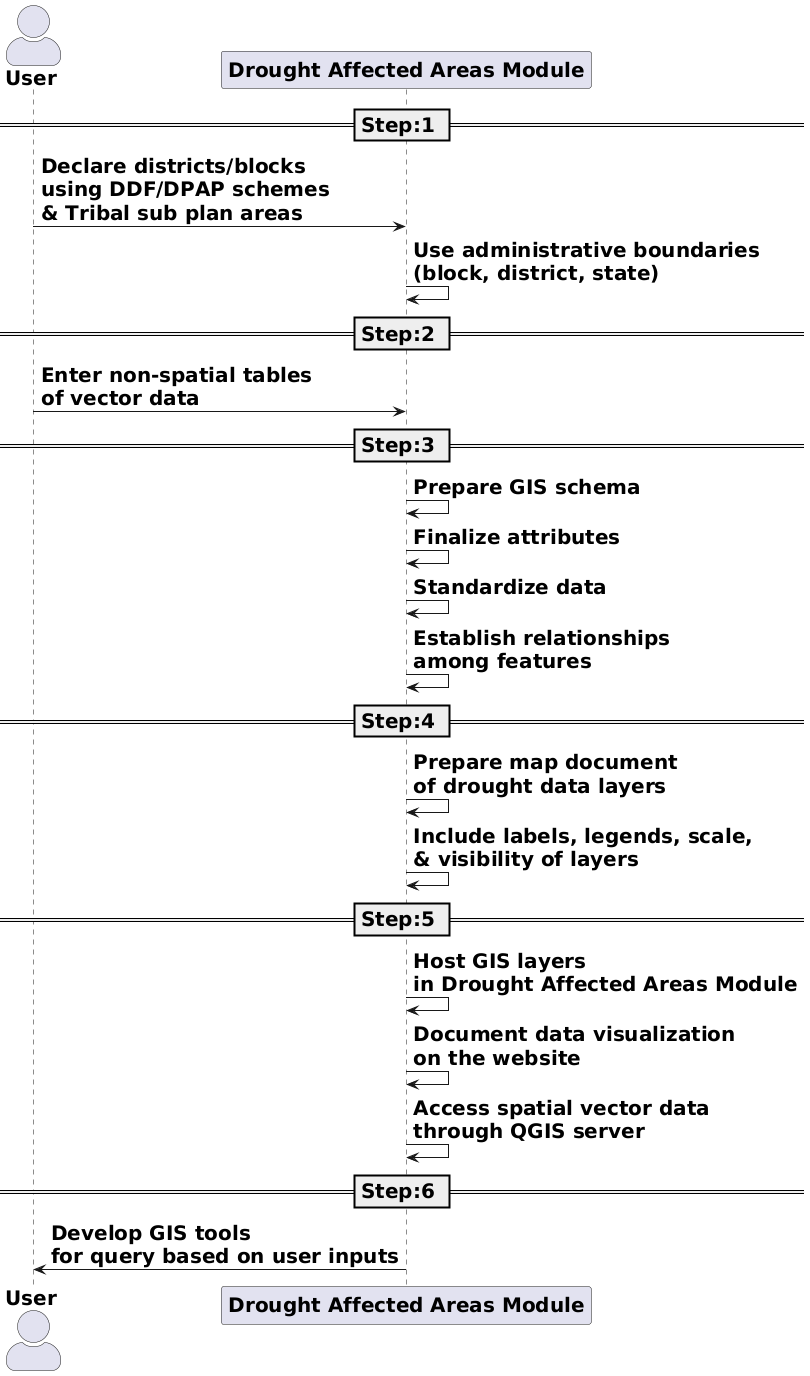 User
Drought Affected Areas Module
Step:1
Declare districts/blocks
using DDF/DPAP schemes
& Tribal sub plan areas
Use administrative boundaries
(block, district, state)
Step:2
Enter non-spatial tables
of vector data
Step:3
Prepare GIS schema
Finalize attributes
Standardize data
Establish relationships
among features
Step:4
Prepare map document
of drought data layers
Include labels, legends, scale,
& visibility of layers
Step:5
Host GIS layers
in Drought Affected Areas Module
Document data visualization
on the website
Access spatial vector data
through QGIS server
Step:6
Develop GIS tools
for query based on user inputs
User
Drought Affected Areas Module